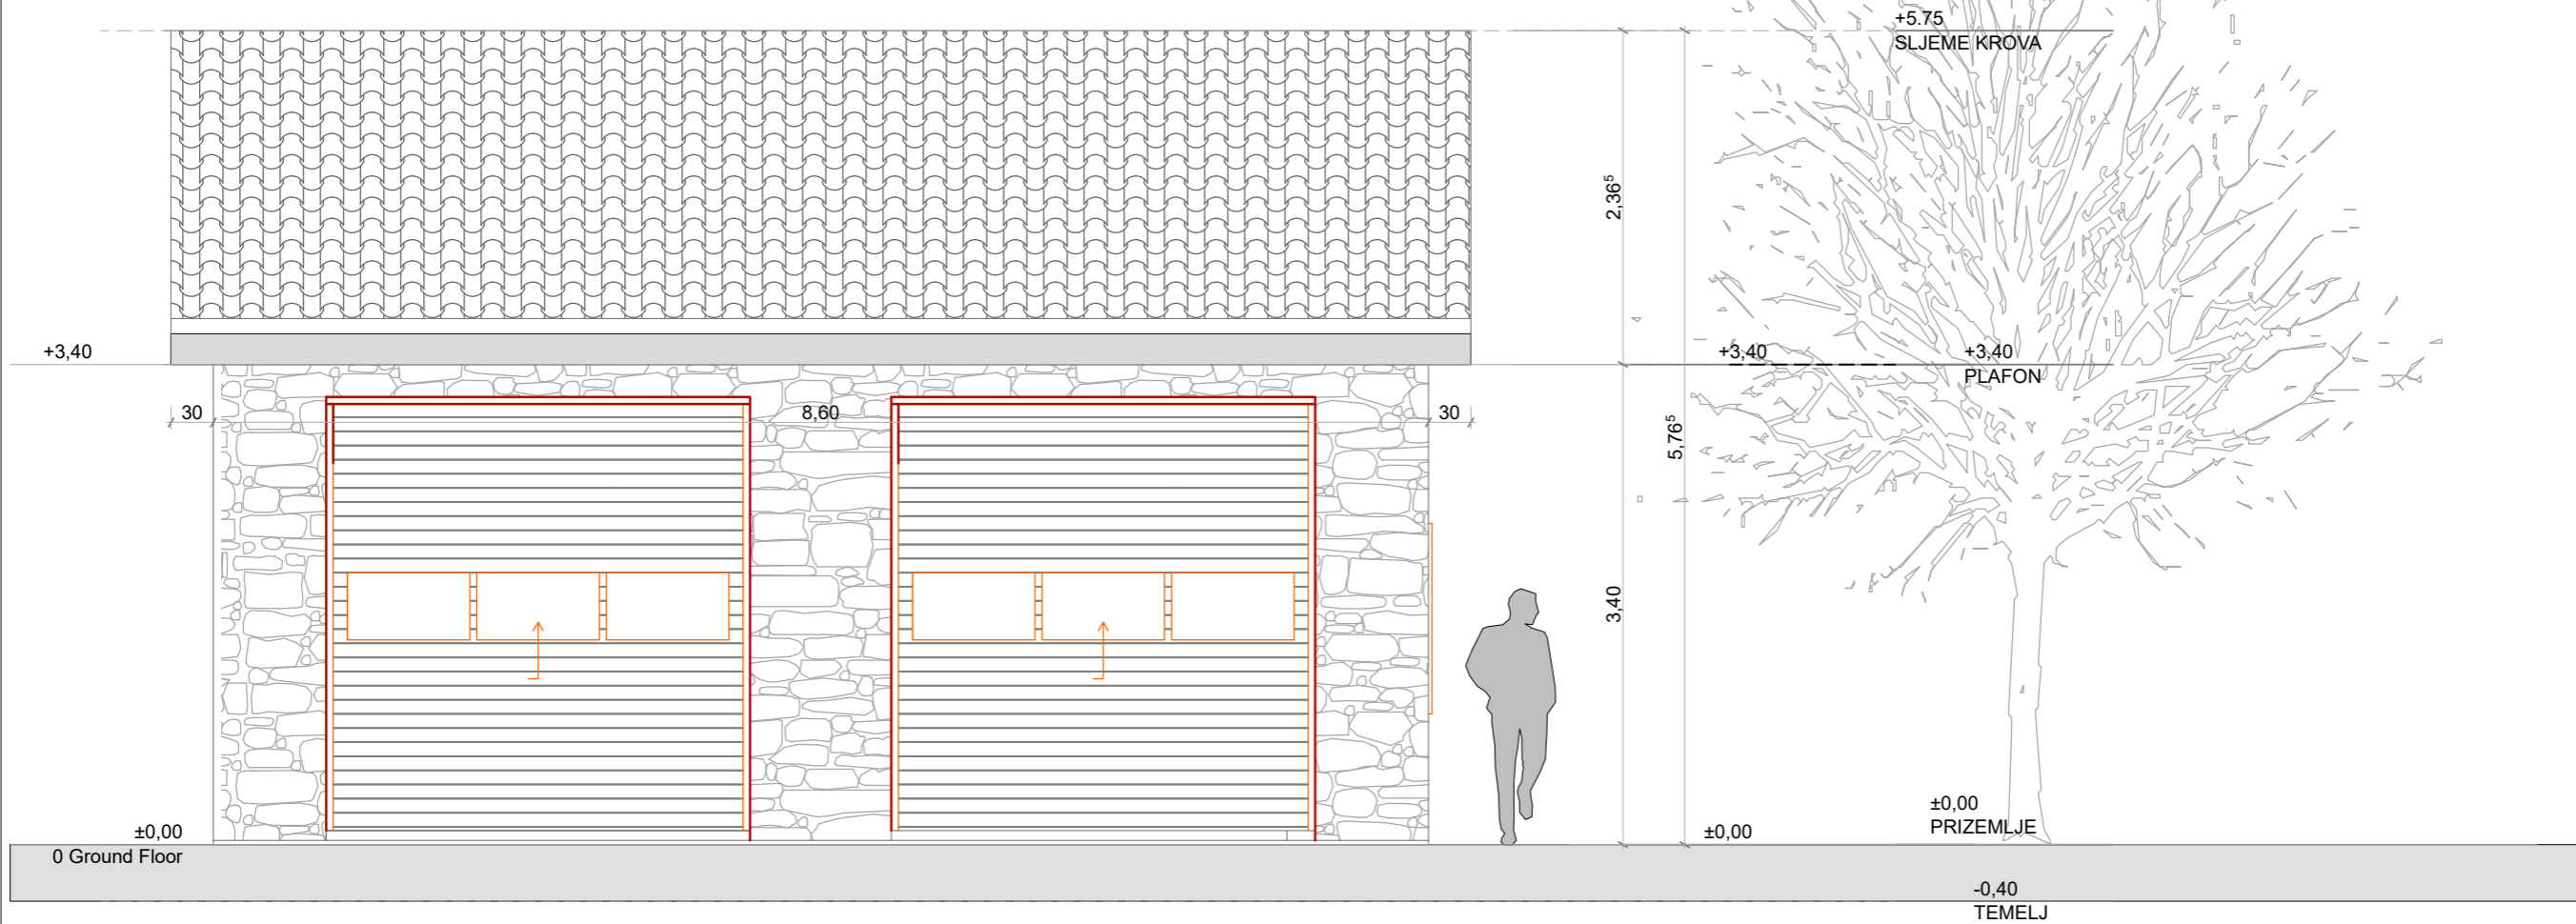 +5.75
SLJEME KROVA
2,36⁵
+3,40
+3,40
+3,40
PLAFON
30
8,60
30
5,76⁵
3,40
±0,00
±0,00
±0,00
PRIZEMLJE
0 Ground Floor
-0,40
TEMELJ